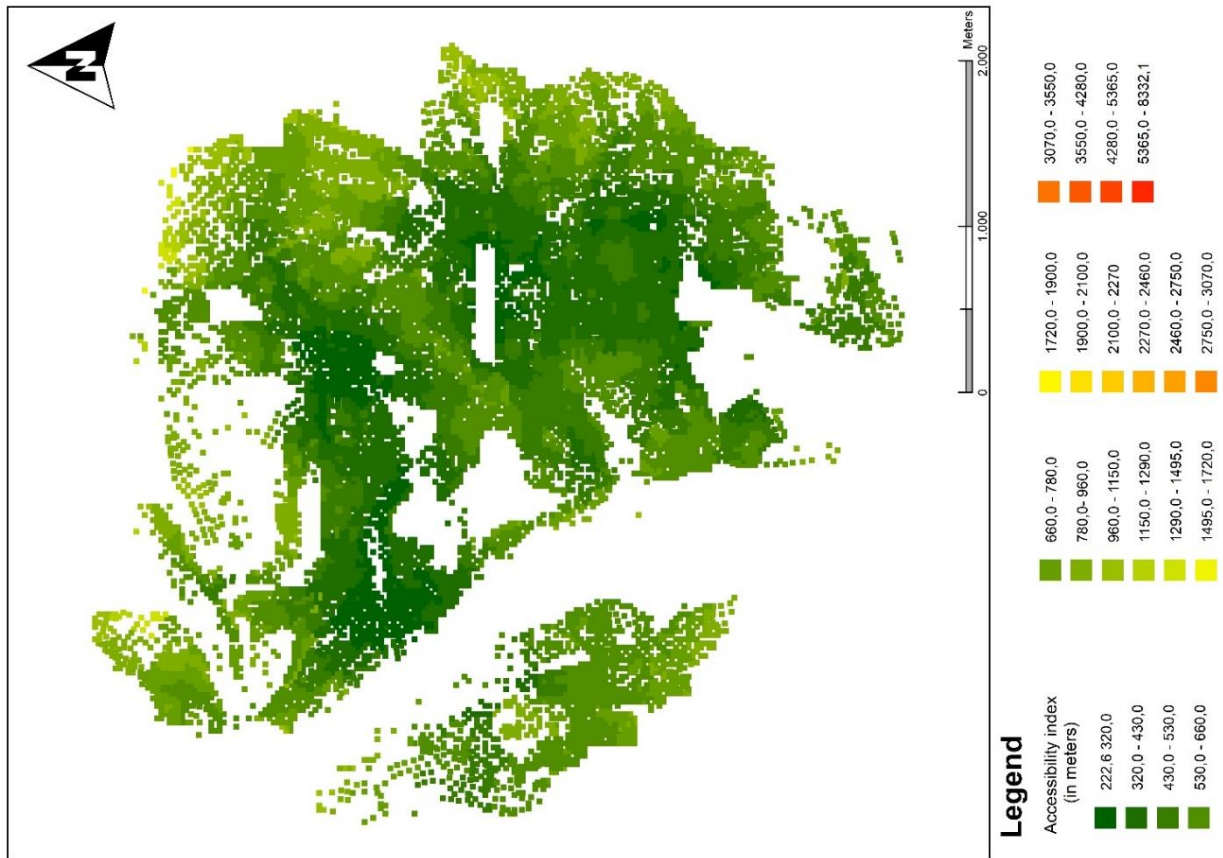 N
0 1.000 2.000
Meters
Legend
Accessibility index
(in meters)
222,6 320,0
320,0 - 430,0
430,0 - 530,0
530,0 - 660,0
660,0 - 780,0
780,0- 960,0
960,0 - 1150,0
1150,0 - 1290,0
1290,0 - 1495,0
1495,0 - 1720,0
1720,0 - 1900,0
1900,0 - 2100,0
2100,0 - 2270
2270,0 - 2460,0
2460,0 - 2750,0
2750,0 - 3070,0
3070,0 - 3550,0
3550,0 - 4280,0
4280,0 - 5365,0
5365,0 - 8332,1